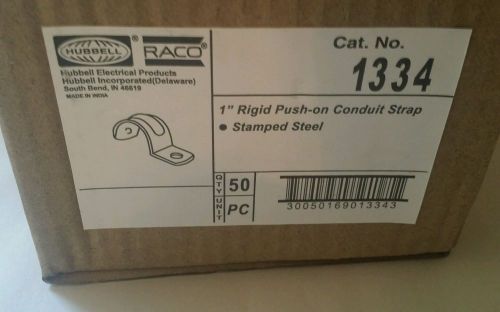 HUBBELL
RACO
Hubbell Electrical Products
Hubbell Incorporated(Delaware)
South Bend, IN 46619
MADE IN INDIA
Cat. No.
1334
1" Rigid Push-on Conduit Strap
● Stamped Steel
QTY 50
UNIT PC
30050169013343